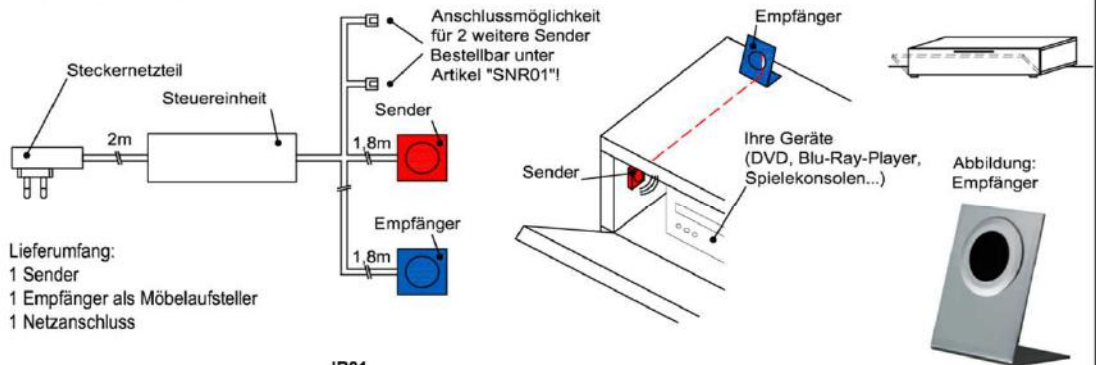 Anschlussmöglichkeit
für 2 weitere Sender
Bestellbar unter
Artikel "SNR01"!
Empfänger
Steckernetzteil
Steuereinheit
Sender
2m
1,8m
Ihre Geräte
(DVD, Blu-Ray-Player,
Spielekonsolen...)
Sender
Abbildung:
Empfänger
Empfänger
1,8m
Lieferumfang:
1 Sender
1 Empfänger als Möbelaufsteller
1 Netzanschluss